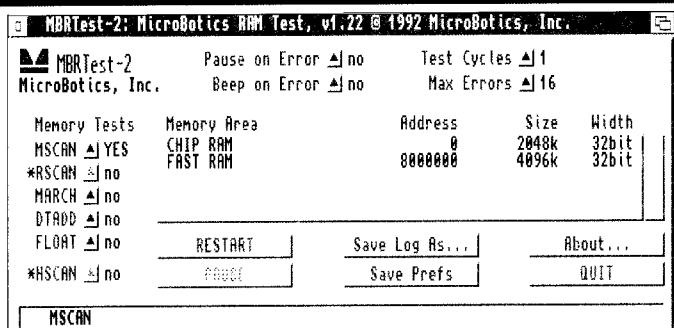 MBRTest-2: MicroBotics RAM Test, v1.22 © 1992 MicroBotics, Inc.
MBRTest-2
MicroBotics, Inc.
Pause on Error no
Test Cycles 1
Beep on Error no
Max Errors 16
Memory Tests
Memory Area Address Size Width
MSCAN YES
CHIP RAM 0 2048k 32bit
FAST RAM 8000000 4096k 32bit
*RSCAN no
MARCH no
DTADD no
FLOAT no
RESTART Save Log As... About...
*HSCAN no
PAUSE Save Prefs QUIT
MSCAN